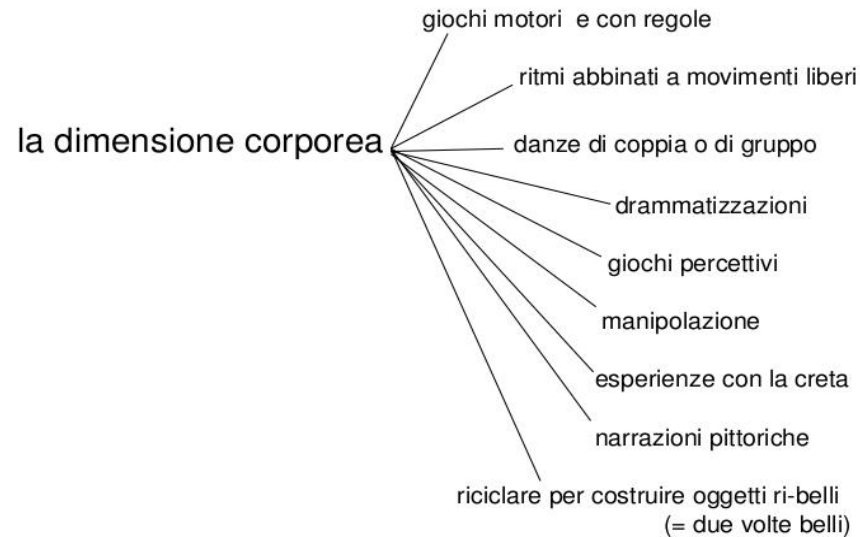 giochi motori e con regole
ritmi abbinati a movimenti liberi
la dimensione corporea
danze di coppia o di gruppo
drammatizzazioni
giochi percettivi
manipolazione
esperienze con la creta
narrazioni pittoriche
riciclare per costruire oggetti ri-belli
(= due volte belli)